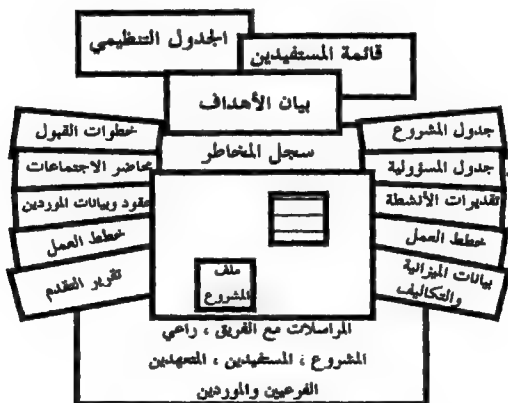 الجدول التنظيمي
قائمة المستفيدين
بيان الأهداف
سجل المخاطر
جدول المشروع
جدول المسؤولية
تقديرات الأنشطة
خطط العمل
بيانات الميزانية
والتكاليف
خطوات القبول
محاضر الاجتماعات
عقود وبيانات الموردين
خطط العمل
تقرير التقدم
ملف
المشروع
المراسلات مع الفريق ، راعي
المشروع ، المستفيدين ، المتعهدين
الفرعيين والموردين